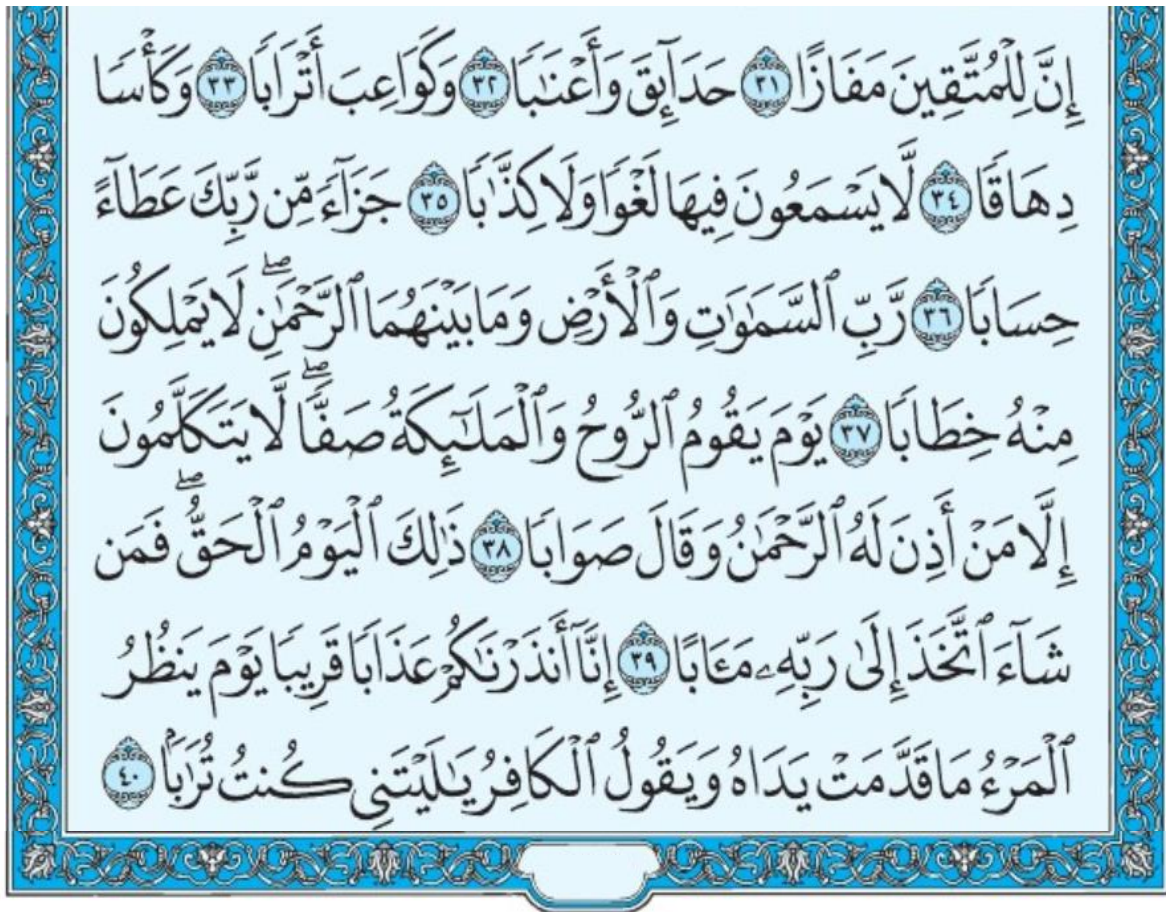 إِنَّ لِلْمُتَّقِينَ مَفَازًا ٣١ حَدَآئِقَ وَأَعْنَٰبًا ٣٢ وَكَوَاعِبَ أَتْرَابًا ٣٣ وَكَأْسًا
دِهَاقًا ٣٤ لَّا يَسْمَعُونَ فِيهَا لَغْوًا وَلَا كِذَّٰبًا ٣٥ جَزَآءً مِّن رَّبِّكَ عَطَآءً
حِسَابًا ٣٦ رَّبِّ ٱلسَّمَٰوَٰتِ وَٱلْأَرْضِ وَمَا بَيْنَهُمَا ٱلرَّحْمَٰنِۖ لَا يَمْلِكُونَ
مِنْهُ خِطَابًا ٣٧ يَوْمَ يَقُومُ ٱلرُّوحُ وَٱلْمَلَٰٓئِكَةُ صَفًّاۖ لَّا يَتَكَلَّمُونَ
إِلَّا مَنْ أَذِنَ لَهُ ٱلرَّحْمَٰنُ وَقَالَ صَوَابًا ٣٨ ذَٰلِكَ ٱلْيَوْمُ ٱلْحَقُّۖ فَمَن
شَآءَ ٱتَّخَذَ إِلَىٰ رَبِّهِۦ مَـَٔابًا ٣٩ إِنَّآ أَنذَرْنَٰكُمْ عَذَابًا قَرِيبًا يَوْمَ يَنظُرُ
ٱلْمَرْءُ مَا قَدَّمَتْ يَدَاهُ وَيَقُولُ ٱلْكَافِرُ يَٰلَيْتَنِى كُنتُ تُرَٰبًۢا ٤٠